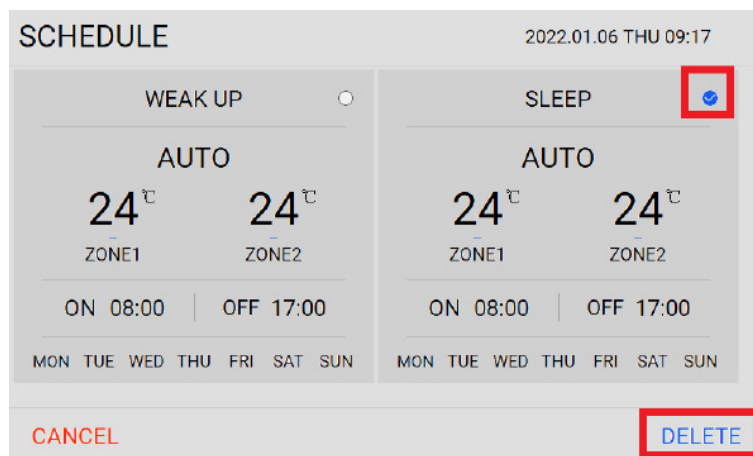 SCHEDULE
2022.01.06 THU 09:17
WEAK UP
AUTO
24℃ 24℃
ZONE1 ZONE2
ON 08:00 OFF 17:00
MON TUE WED THU FRI SAT SUN
SLEEP
AUTO
24℃ 24℃
ZONE1 ZONE2
ON 08:00 OFF 17:00
MON TUE WED THU FRI SAT SUN
CANCEL
DELETE